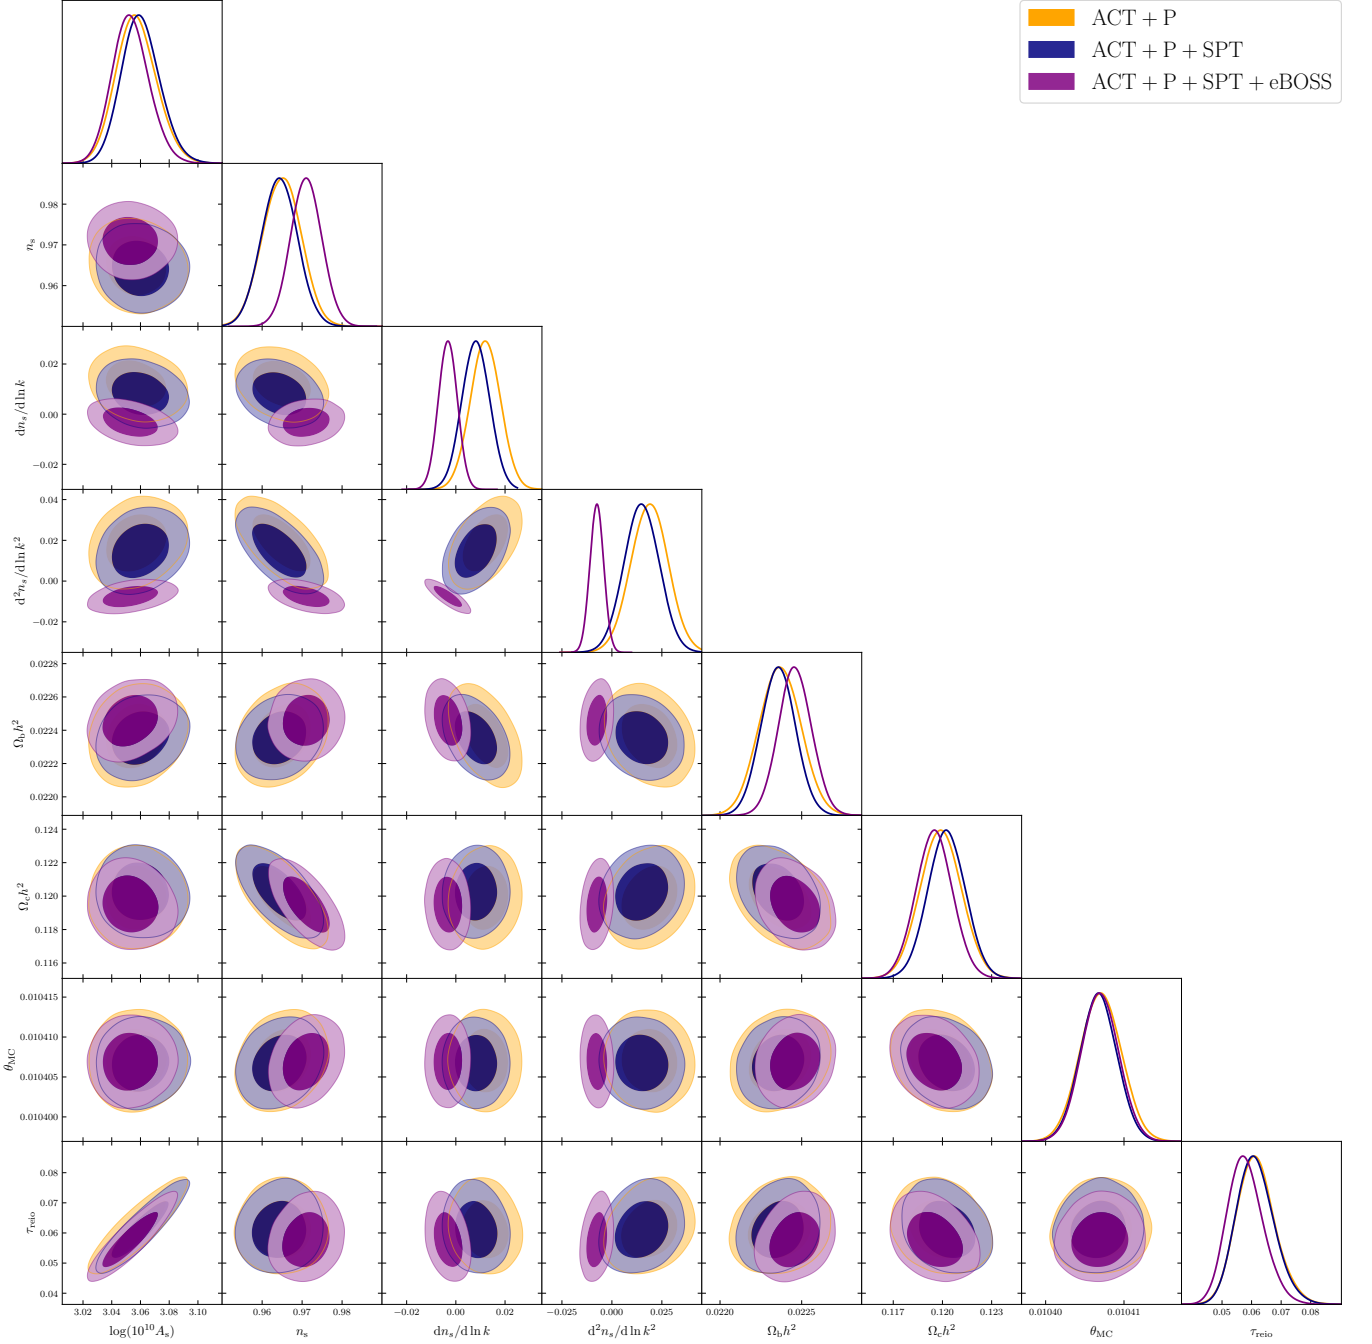 ACT + P
ACT + P + SPT
ACT + P + SPT + eBOSS
0.98
0.97
0.96
n_s
0.02
0.00
−0.02
dn_s/d ln k
0.04
0.02
0.00
−0.02
d²n_s/d ln k²
0.0228
0.0226
0.0224
0.0222
0.0220
Ω_b h²
0.124
0.122
0.120
0.118
0.116
Ω_c h²
0.010415
0.010410
0.010405
0.010400
θ_MC
0.08
0.07
0.06
0.05
0.04
τ_reio
3.02 3.04 3.06 3.08 3.10
0.96 0.97 0.98
−0.02 0.00 0.02
−0.025 0.000 0.025
0.0220 0.0225
0.117 0.120 0.123
0.01040 0.01041
0.05 0.06 0.07 0.08
log(10¹⁰A_s)
n_s
dn_s/d ln k
d²n_s/d ln k²
Ω_b h²
Ω_c h²
θ_MC
τ_reio